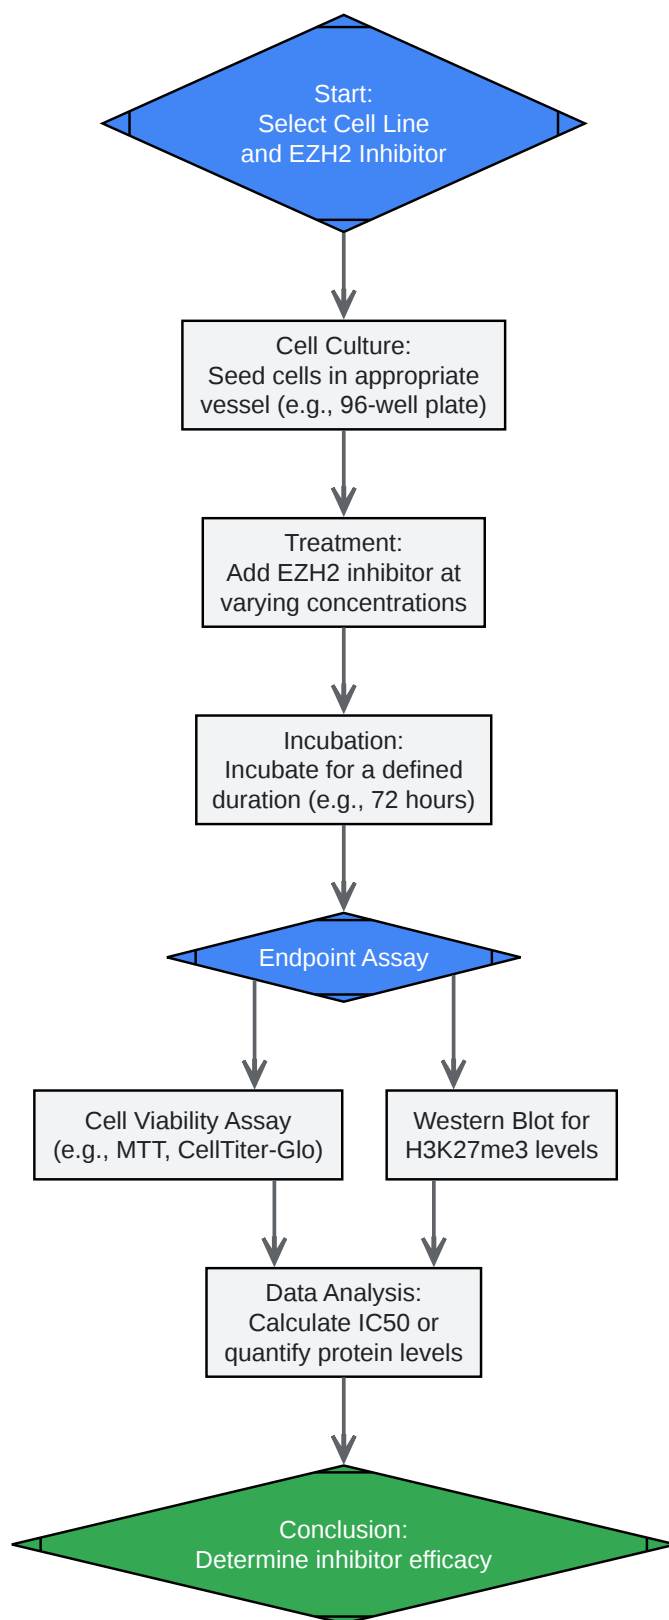 Start:
Select Cell Line
and EZH2 Inhibitor
Cell Culture:
Seed cells in appropriate
vessel (e.g., 96-well plate)
Treatment:
Add EZH2 inhibitor at
varying concentrations
Incubation:
Incubate for a defined
duration (e.g., 72 hours)
Endpoint Assay
Cell Viability Assay
(e.g., MTT, CellTiter-Glo)
Western Blot for
H3K27me3 levels
Data Analysis:
Calculate IC50 or
quantify protein levels
Conclusion:
Determine inhibitor efficacy